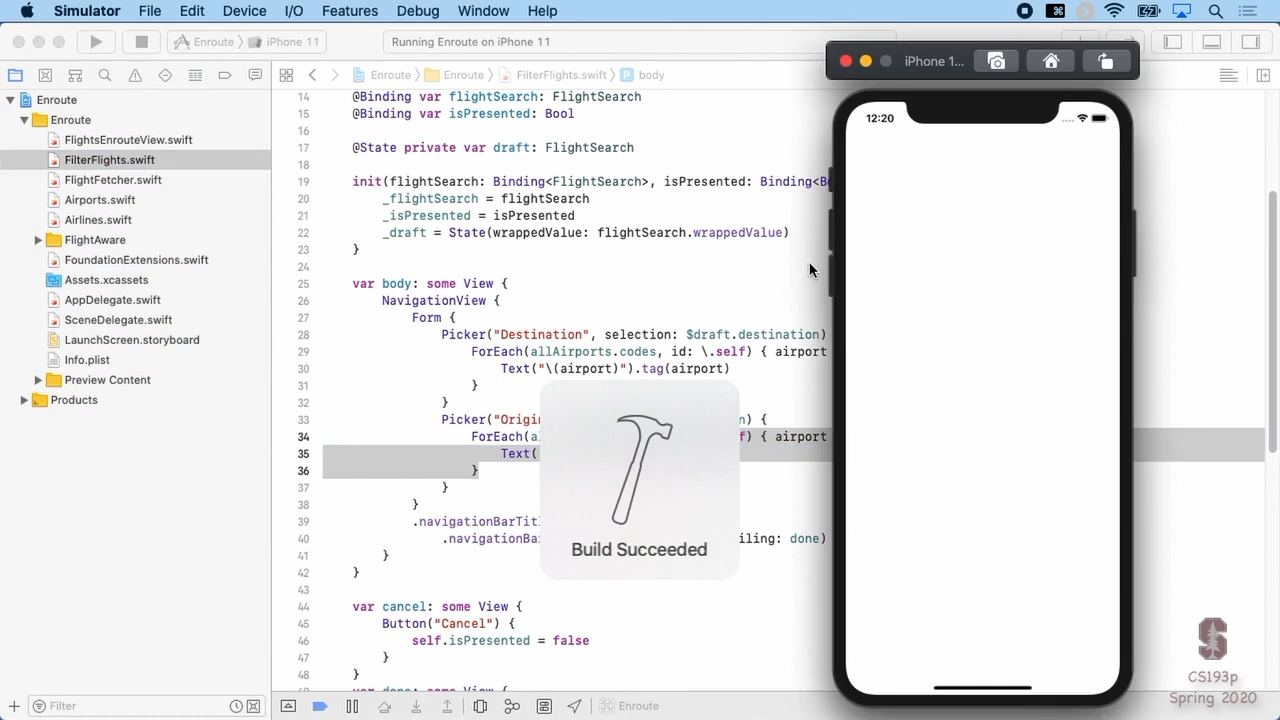 Simulator File Edit Device I/O Features Debug Window Help
Enroute iPhone 11 Running Enroute on iPhone 11
Enroute Enroute FilterFlights.swift body
Enroute
Enroute
FlightsEnrouteView.swift
FilterFlights.swift
FlightFetcher.swift
Airports.swift
Airlines.swift
FlightAware
FoundationExtensions.swift
Assets.xcassets
AppDelegate.swift
SceneDelegate.swift
LaunchScreen.storyboard
Info.plist
Preview Content
Products
Filter
14 @Binding var flightSearch: FlightSearch
15 @Binding var isPresented: Bool
16
17 @State private var draft: FlightSearch
18
19 init(flightSearch: Binding<FlightSearch>, isPresented: Binding<B
20 _flightSearch = flightSearch
21 _isPresented = isPresented
22 _draft = State(wrappedValue: flightSearch.wrappedValue)
23 }
24
25 var body: some View {
26 NavigationView {
27 Form {
28 Picker("Destination", selection: $draft.destination)
29 ForEach(allAirports.codes, id: \.self) { airport
30 Text("\(airport)").tag(airport)
31 }
32 }
33 Picker("Origi n) {
34 ForEach(a f) { airport
35 Text(
36 }
37 }
38 }
39 .navigationBarTitl
40 .navigationBa iling: done)
41 }
42 }
43
44 var cancel: some View {
45 Button("Cancel") {
46 self.isPresented = false
47 }
48 }
var done: some View {
Enroute
Build Succeeded
iPhone 1...
12:20
S
CS193p
Spring 2020